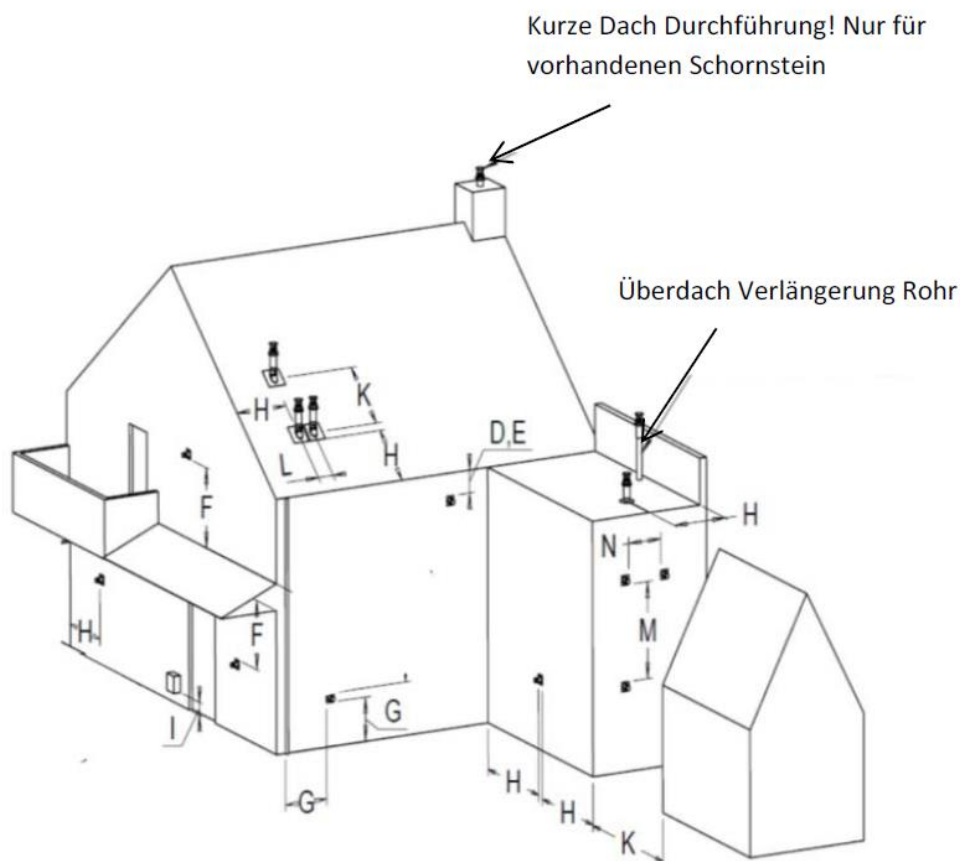 Kurze Dach Durchführung! Nur für
vorhandenen Schornstein
Überdach Verlängerung Rohr
K
H
D,E
L
H
F
H
N
M
H
F
I
G
G
H
H
K